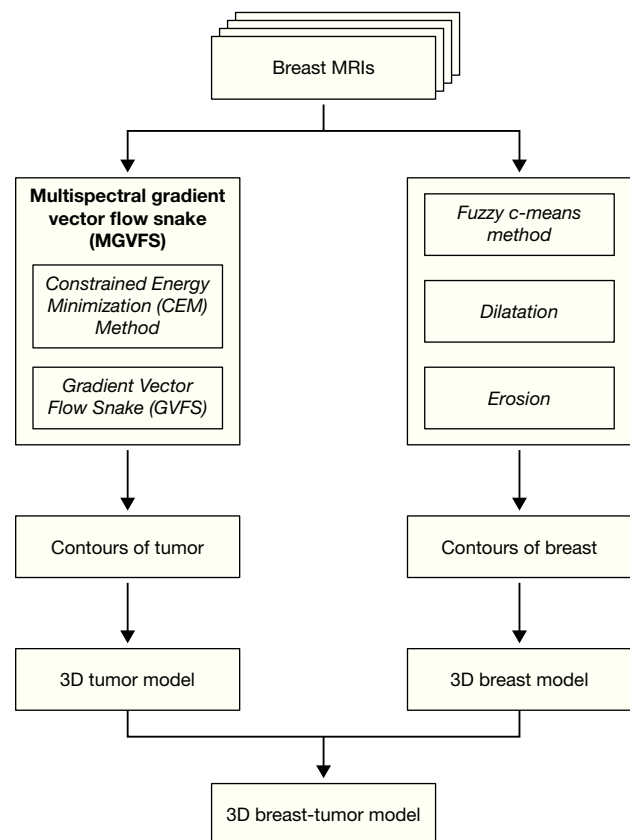 Breast MRIs
Multispectral gradient
vector flow snake
(MGVFS)
Constrained Energy
Minimization (CEM)
Method
Gradient Vector
Flow Snake (GVFS)
Fuzzy c-means
method
Dilatation
Erosion
Contours of tumor
Contours of breast
3D tumor model
3D breast model
3D breast-tumor model